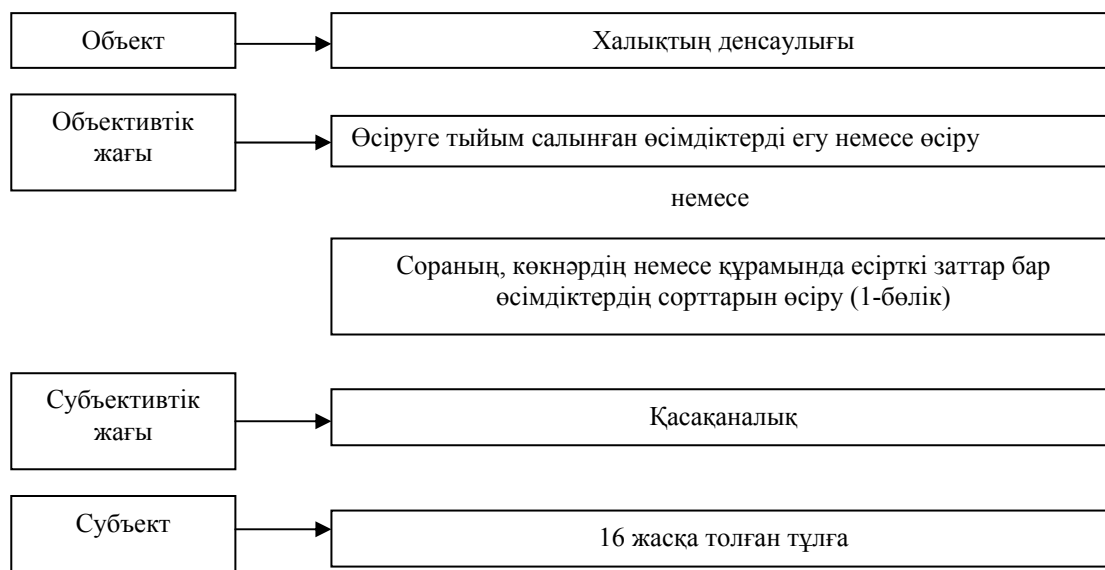 Объект
Халықтың денсаулығы
Объективтік
жағы
Өсіруге тыйым салынған өсімдіктерді егу немесе өсіру
немесе
Сораның, көкнәрдің немесе құрамында есірткі заттар бар
өсімдіктердің сорттарын өсіру (1-бөлік)
Субъективтік
жағы
Қасақаналық
Субъект
16 жасқа толған тұлға